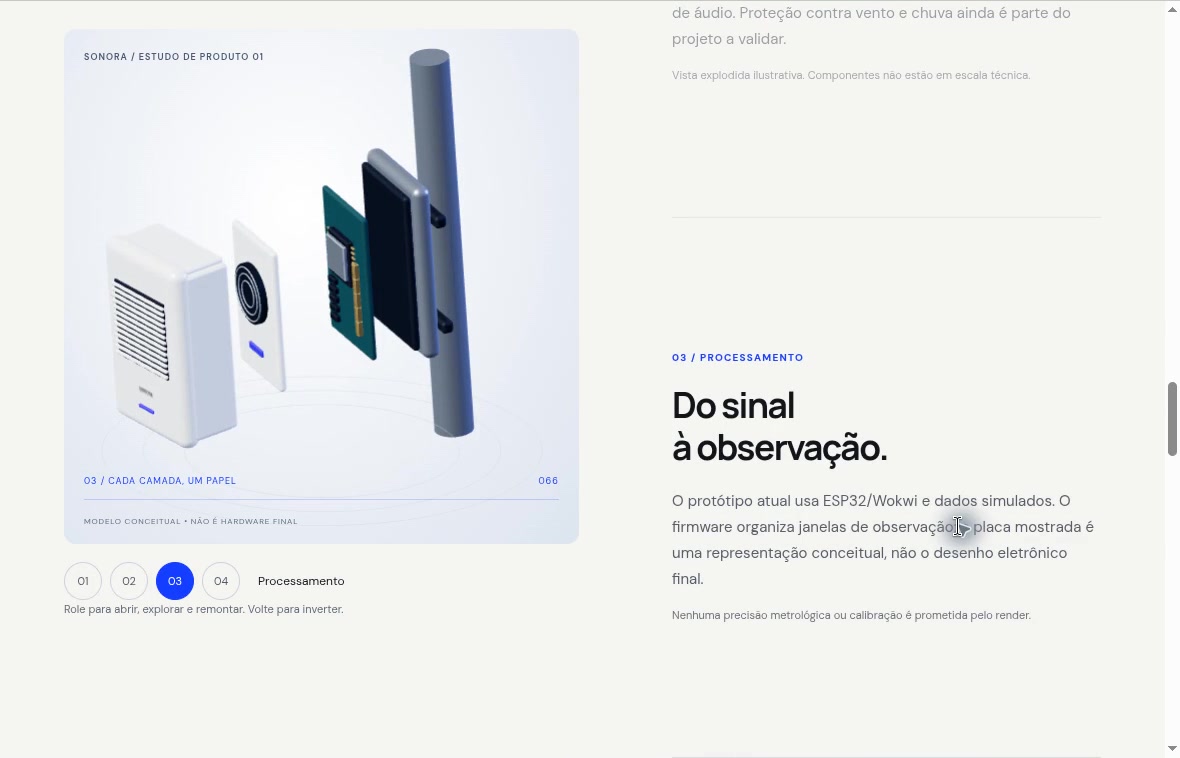 de áudio. Proteção contra vento e chuva ainda é parte do
projeto a validar.
Vista explodida ilustrativa. Componentes não estão em escala técnica.
SONORA / ESTUDO DE PRODUTO 01
03 / CADA CAMADA, UM PAPEL
066
MODELO CONCEITUAL • NÃO É HARDWARE FINAL
01
02
03
04
Processamento
Role para abrir, explorar e remontar. Volte para inverter.
03 / PROCESSAMENTO
Do sinal
à observação.
O protótipo atual usa ESP32/Wokwi e dados simulados. O
firmware organiza janelas de observação placa mostrada é
uma representação conceitual, não o desenho eletrônico
final.
Nenhuma precisão metrológica ou calibração é prometida pelo render.